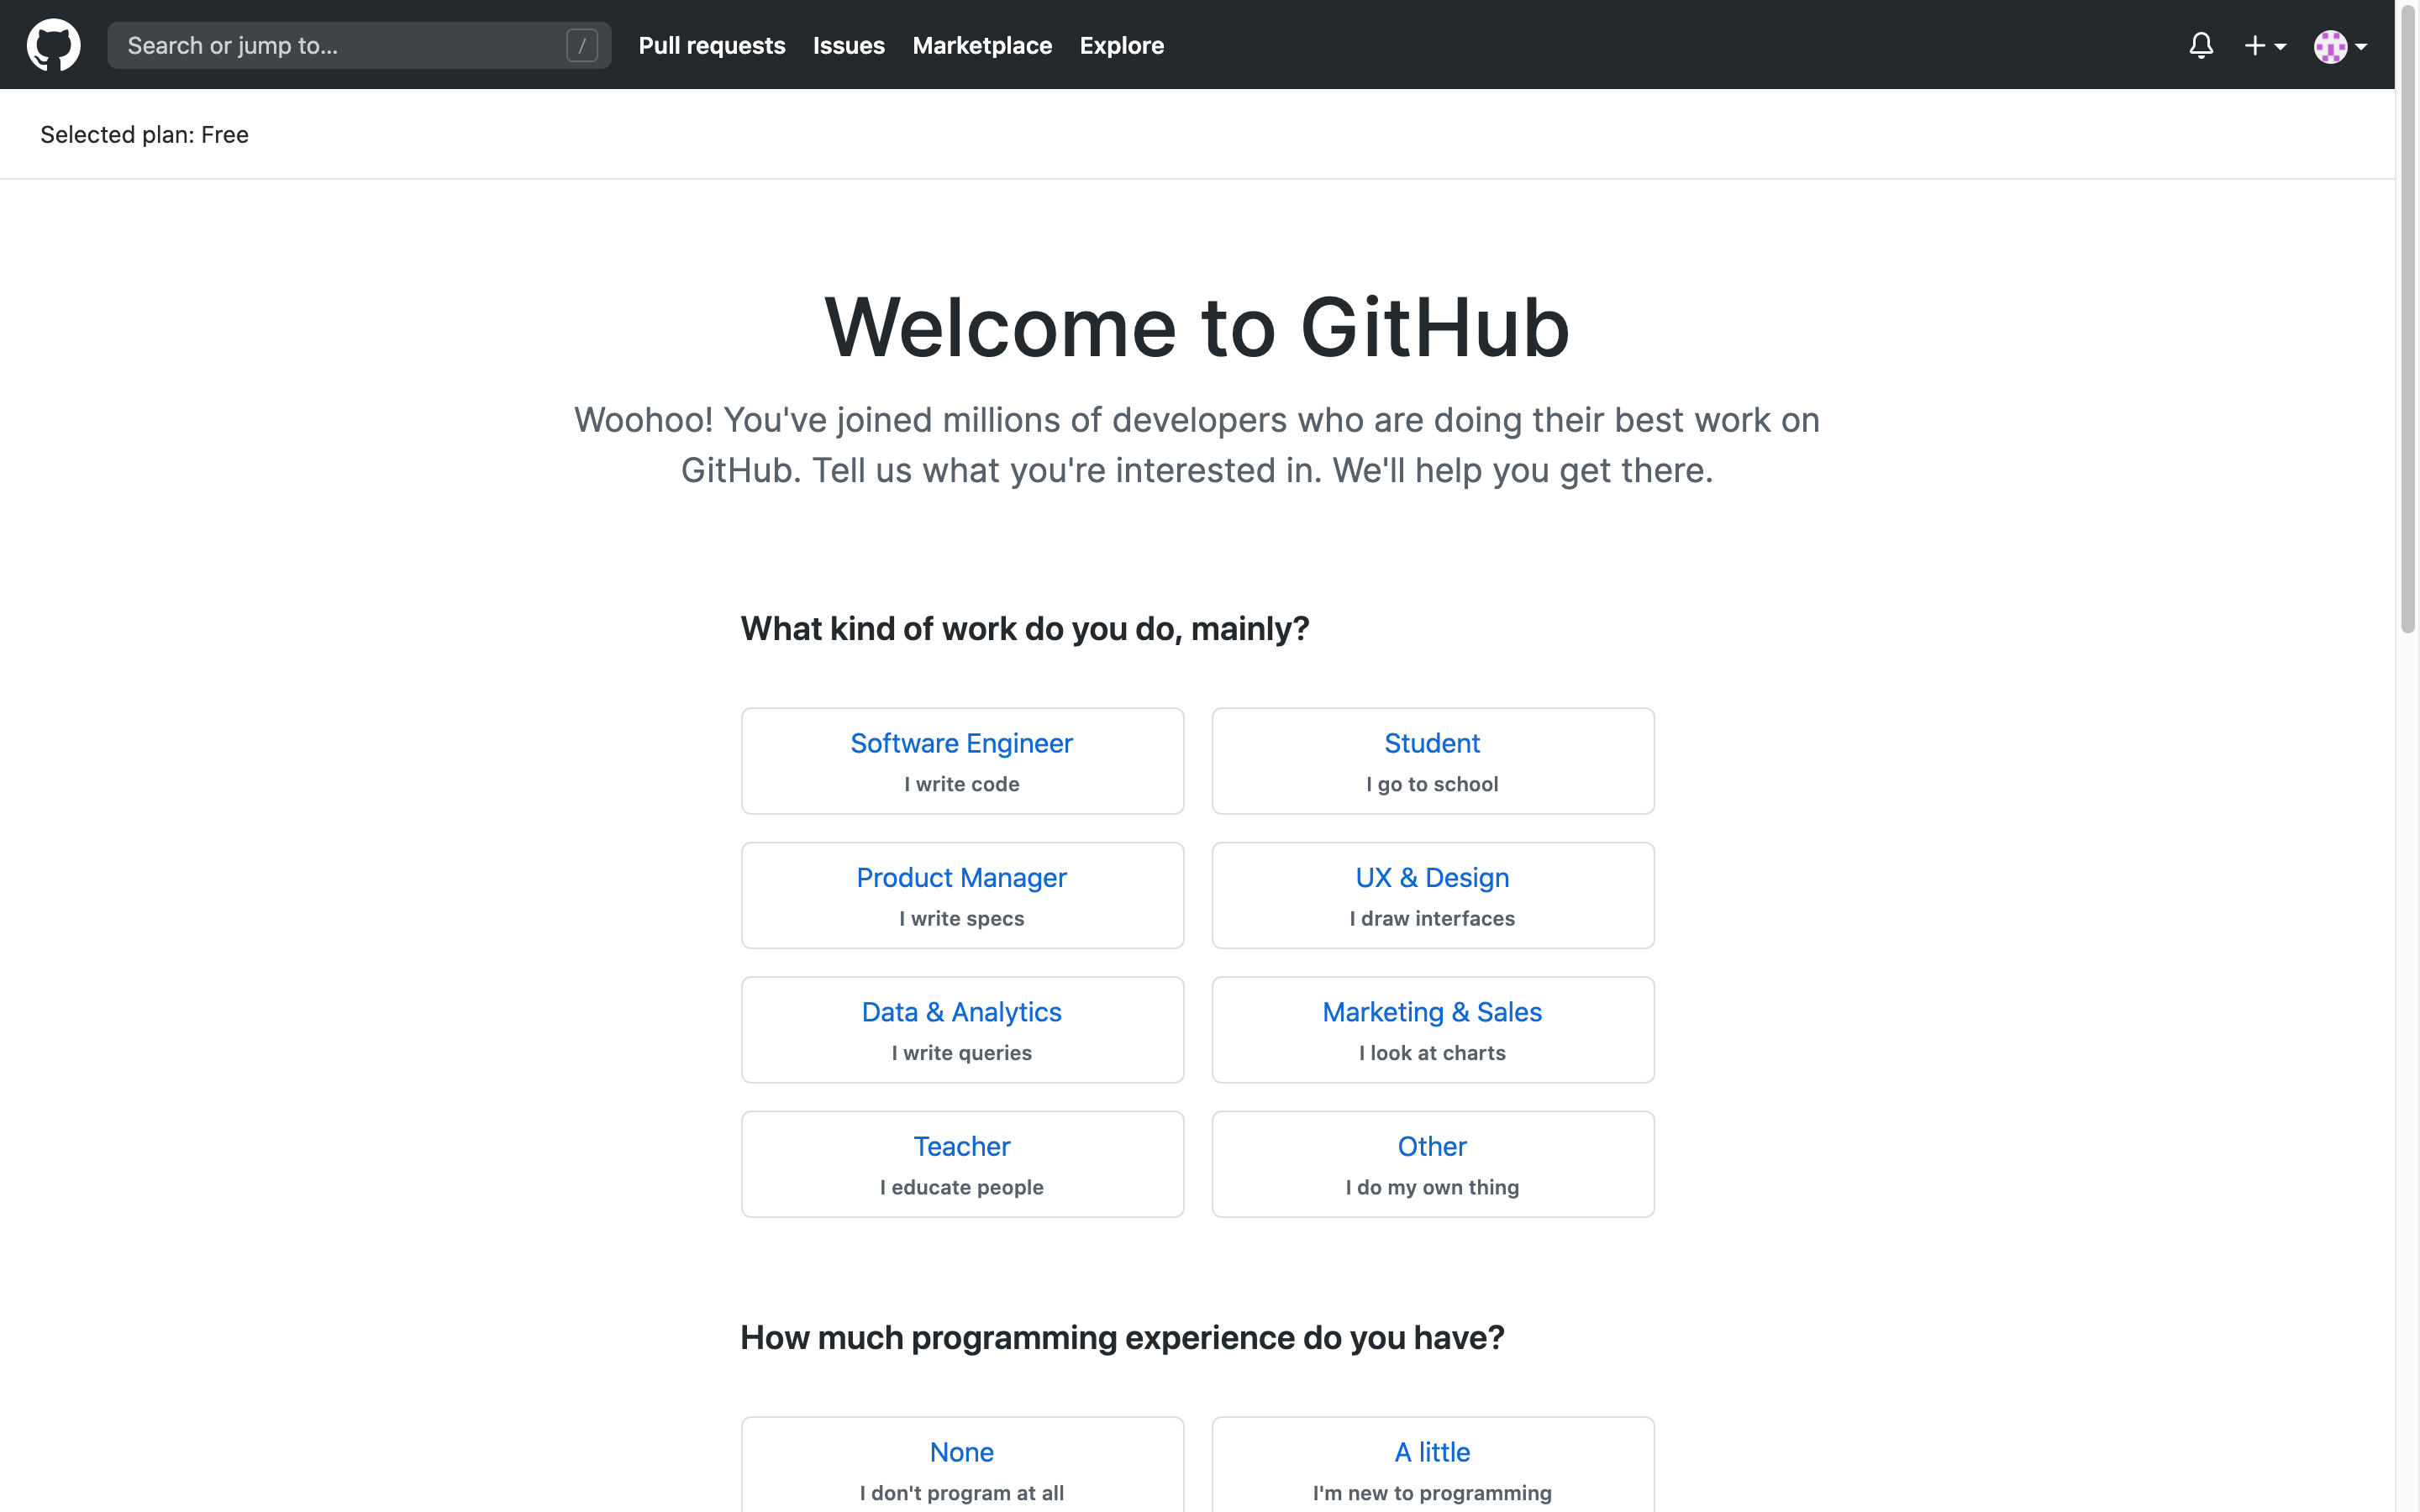 Search or jump to... /
Pull requests
Issues
Marketplace
Explore
Selected plan: Free
Welcome to GitHub
Woohoo! You've joined millions of developers who are doing their best work on
GitHub. Tell us what you're interested in. We'll help you get there.
What kind of work do you do, mainly?
Software Engineer
I write code
Student
I go to school
Product Manager
I write specs
UX & Design
I draw interfaces
Data & Analytics
I write queries
Marketing & Sales
I look at charts
Teacher
I educate people
Other
I do my own thing
How much programming experience do you have?
None
I don't program at all
A little
I'm new to programming